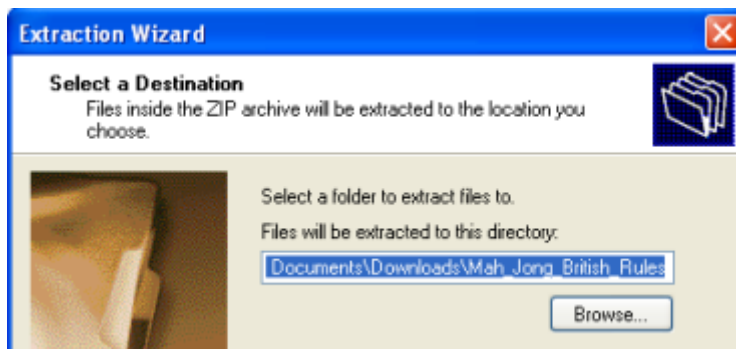 Extraction Wizard
Select a Destination
Files inside the ZIP archive will be extracted to the location you
choose.
Select a folder to extract files to.
Files will be extracted to this directory:
Documents\Downloads\Mah_Jong_British_Rules
Browse...